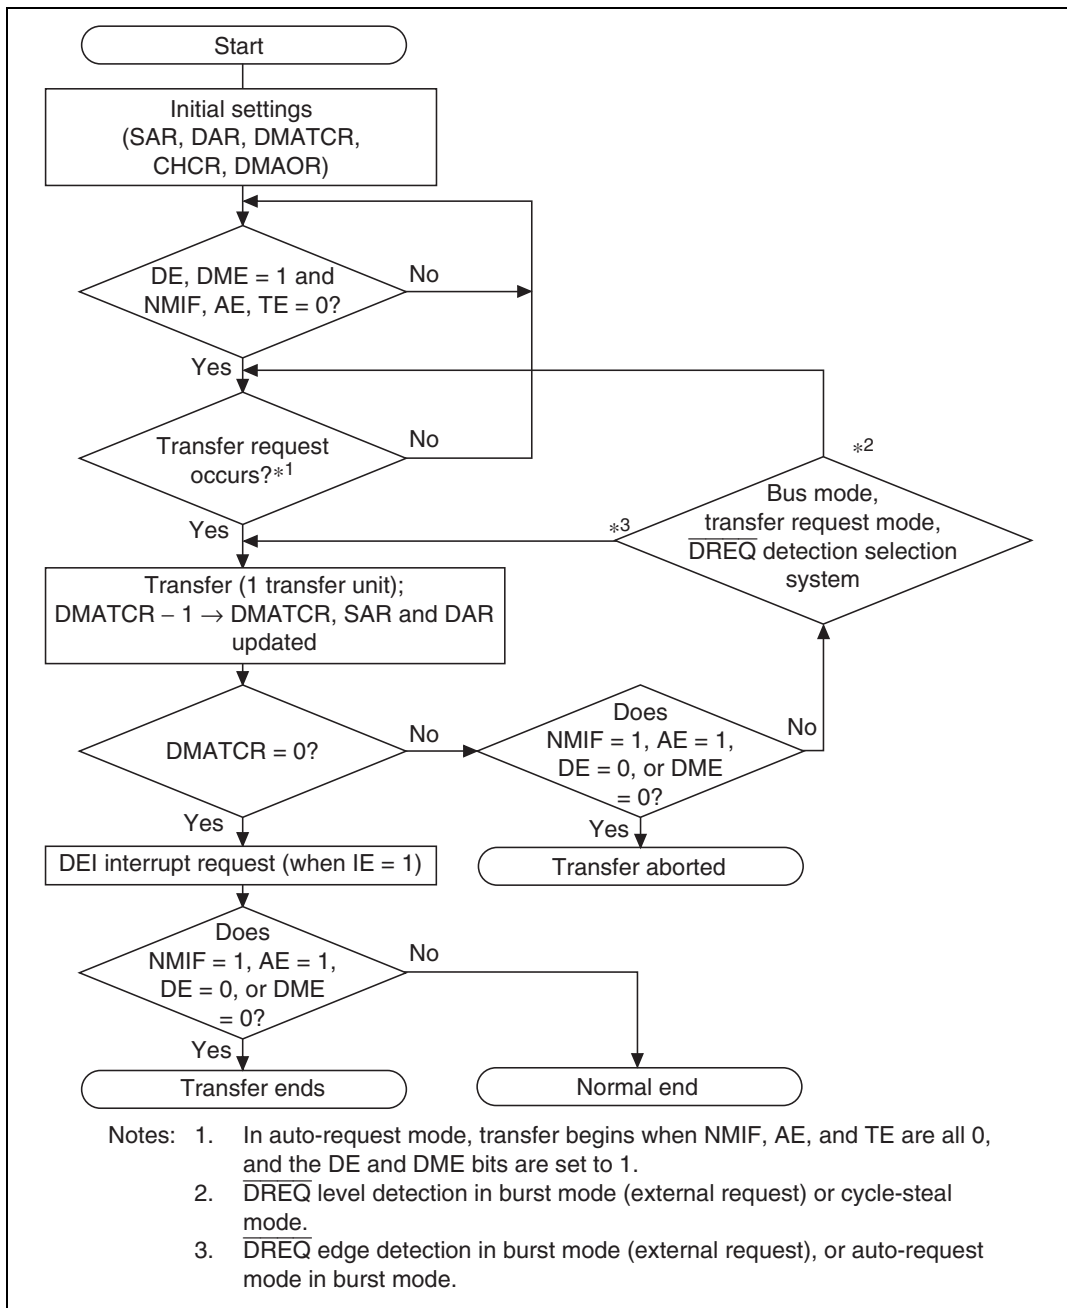 Start
Initial settings
(SAR, DAR, DMATCR,
CHCR, DMAOR)
DE, DME = 1 and
NMIF, AE, TE = 0?
No
Yes
Transfer request
occurs?*1
No
Yes
*2
Bus mode,
transfer request mode,
DREQ detection selection
system
*3
Transfer (1 transfer unit);
DMATCR – 1 → DMATCR, SAR and DAR
updated
DMATCR = 0?
No
Yes
Does
NMIF = 1, AE = 1,
DE = 0, or DME
= 0?
No
Yes
Transfer aborted
DEI interrupt request (when IE = 1)
Does
NMIF = 1, AE = 1,
DE = 0, or DME
= 0?
No
Yes
Transfer ends
Normal end
Notes: 1. In auto-request mode, transfer begins when NMIF, AE, and TE are all 0,
and the DE and DME bits are set to 1.
2. DREQ level detection in burst mode (external request) or cycle-steal
mode.
3. DREQ edge detection in burst mode (external request), or auto-request
mode in burst mode.